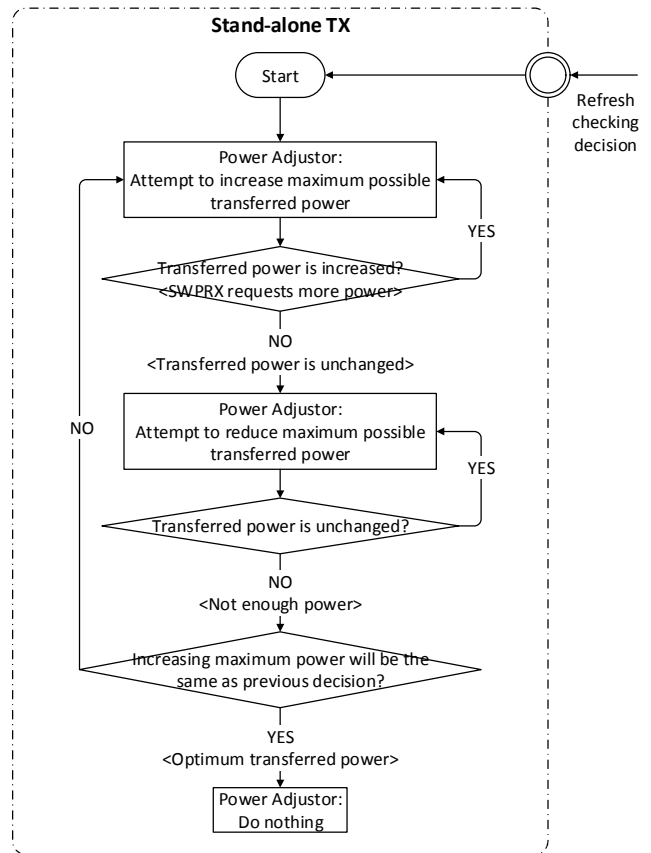 Stand-alone TX
Start
Refresh
checking
decision
Power Adjustor:
Attempt to increase maximum possible
transferred power
YES
Transferred power is increased?
<SWPRX requests more power>
NO
<Transferred power is unchanged>
Power Adjustor:
Attempt to reduce maximum possible
transferred power
NO
YES
Transferred power is unchanged?
NO
<Not enough power>
Increasing maximum power will be the
same as previous decision?
YES
<Optimum transferred power>
Power Adjustor:
Do nothing